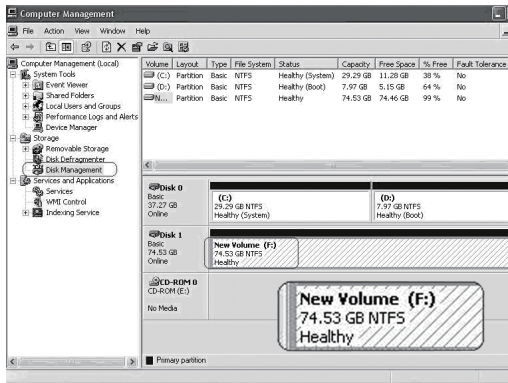 Computer Management
File Action View Window Help
Computer Management (Local)
System Tools
Event Viewer
Shared Folders
Local Users and Groups
Performance Logs and Alerts
Device Manager
Storage
Removable Storage
Disk Defragmenter
Disk Management
Services and Applications
Services
WMI Control
Indexing Service
Volume Layout Type File System Status Capacity Free Space % Free Fault Tolerance
(C:) Partition Basic NTFS Healthy (System) 29.29 GB 11.28 GB 38 % No
(D:) Partition Basic NTFS Healthy (Boot) 7.97 GB 5.15 GB 64 % No
N... Partition Basic NTFS Healthy 74.53 GB 74.46 GB 99 % No
Disk 0
Basic
37.27 GB
Online
(C:)
29.29 GB NTFS
Healthy (System)
(D:)
7.97 GB NTFS
Healthy (Boot)
Disk 1
Basic
74.53 GB
Online
New Volume (F:)
74.53 GB NTFS
Healthy
CD-ROM 0
CD-ROM (E:)
No Media
New Volume (F:)
74.53 GB NTFS
Healthy
Primary partition